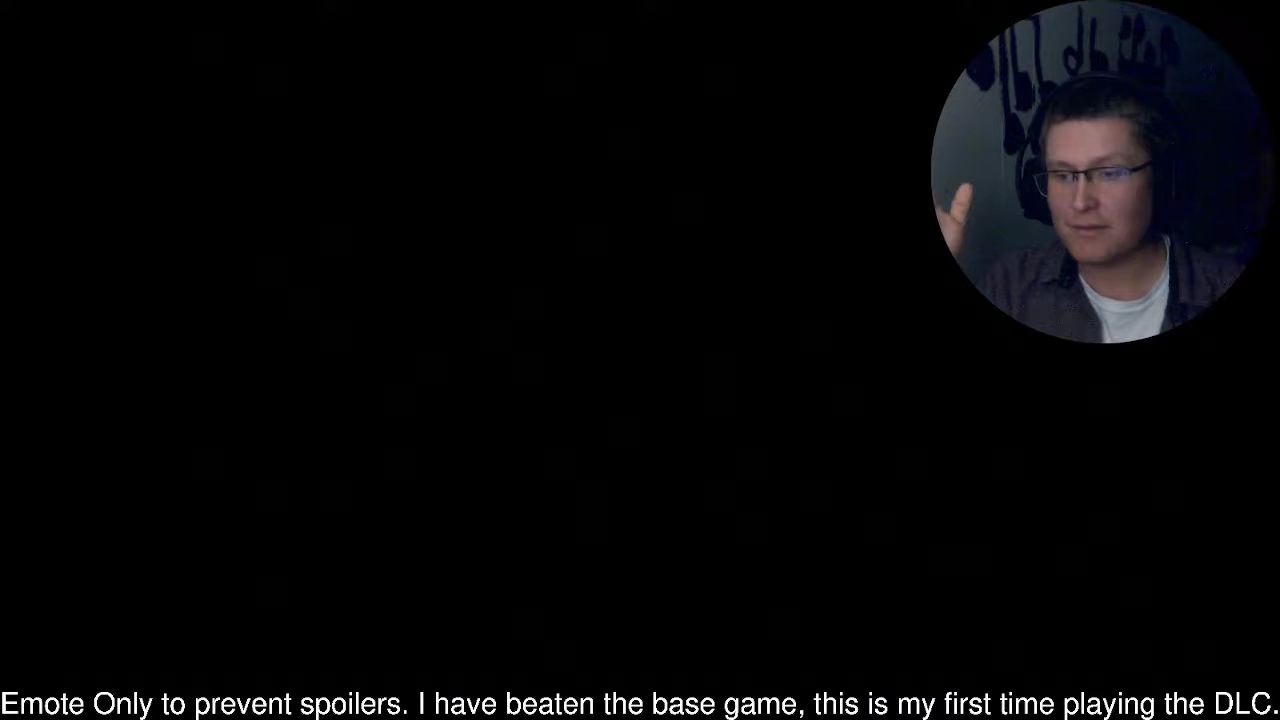 Emote Only to prevent spoilers. I have beaten the base game, this is my first time playing the DLC.